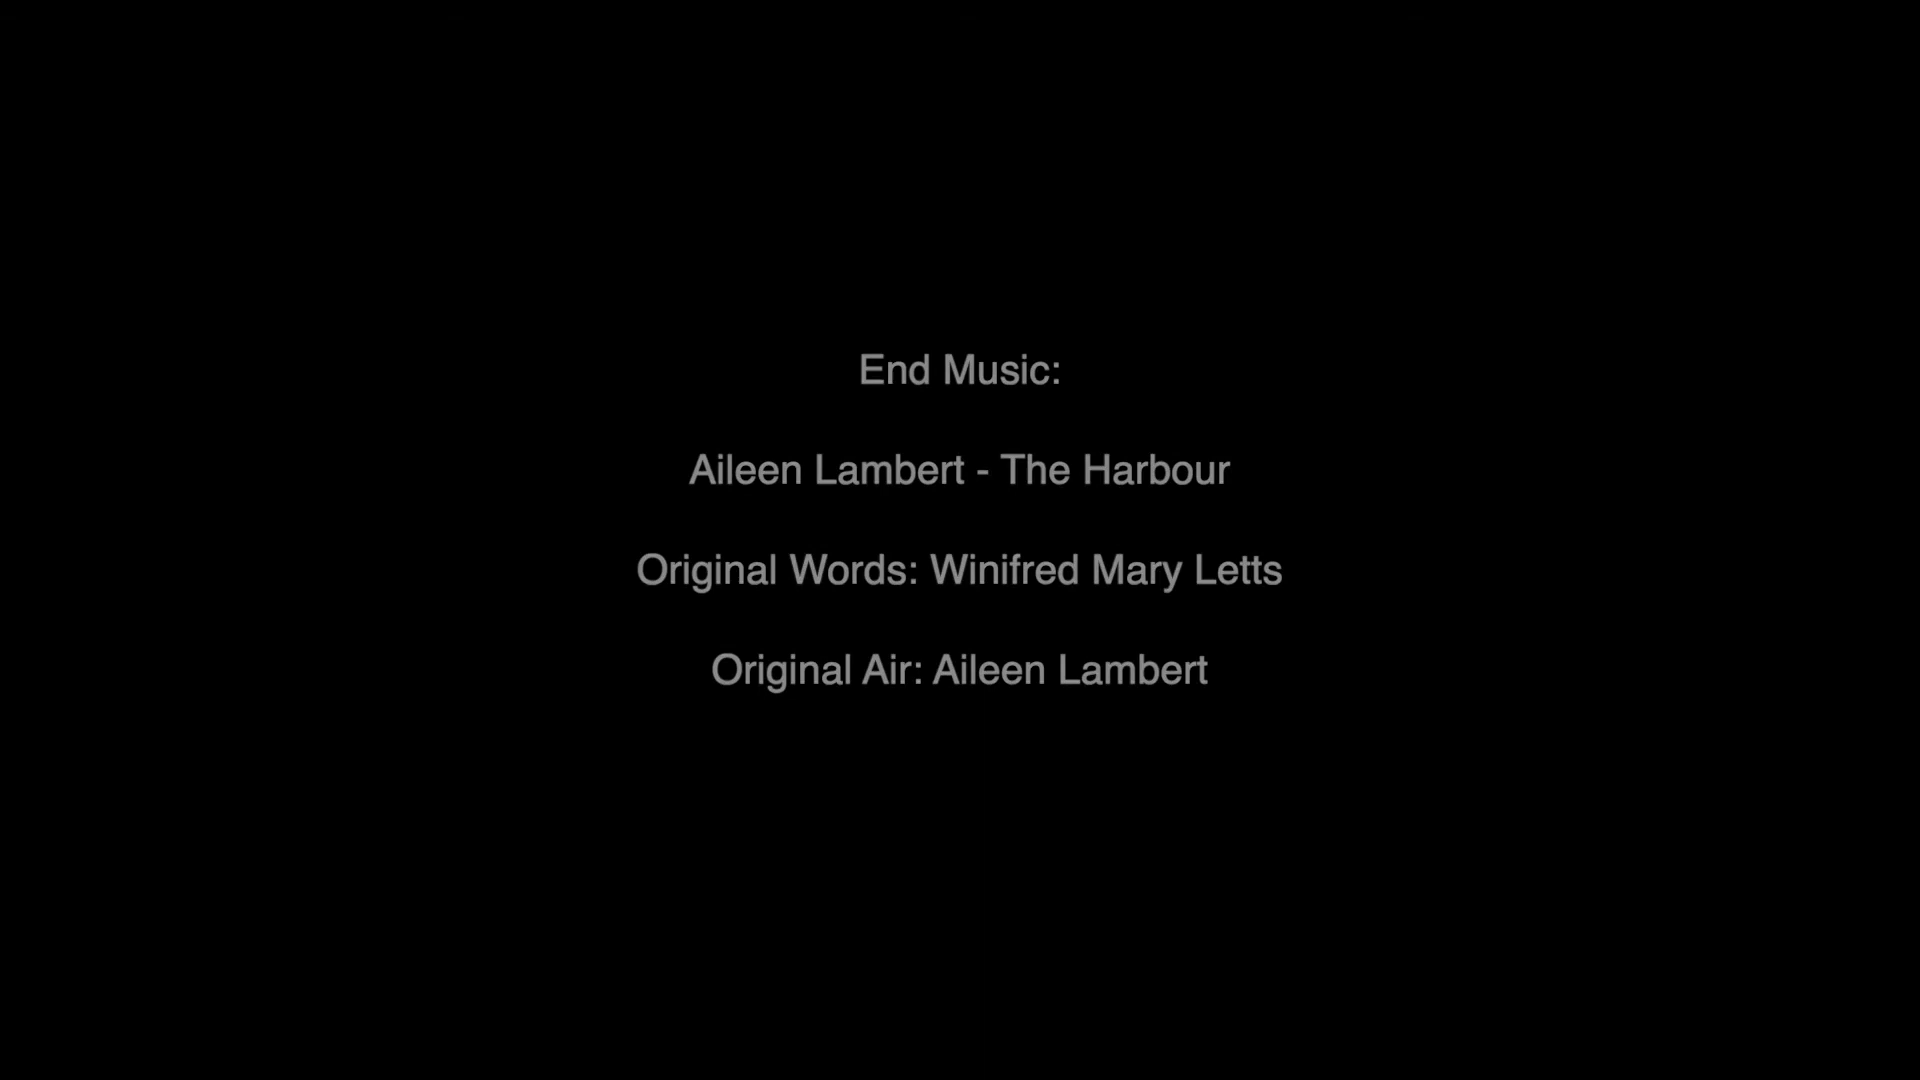 End Music:
Aileen Lambert - The Harbour
Original Words: Winifred Mary Letts
Original Air: Aileen Lambert